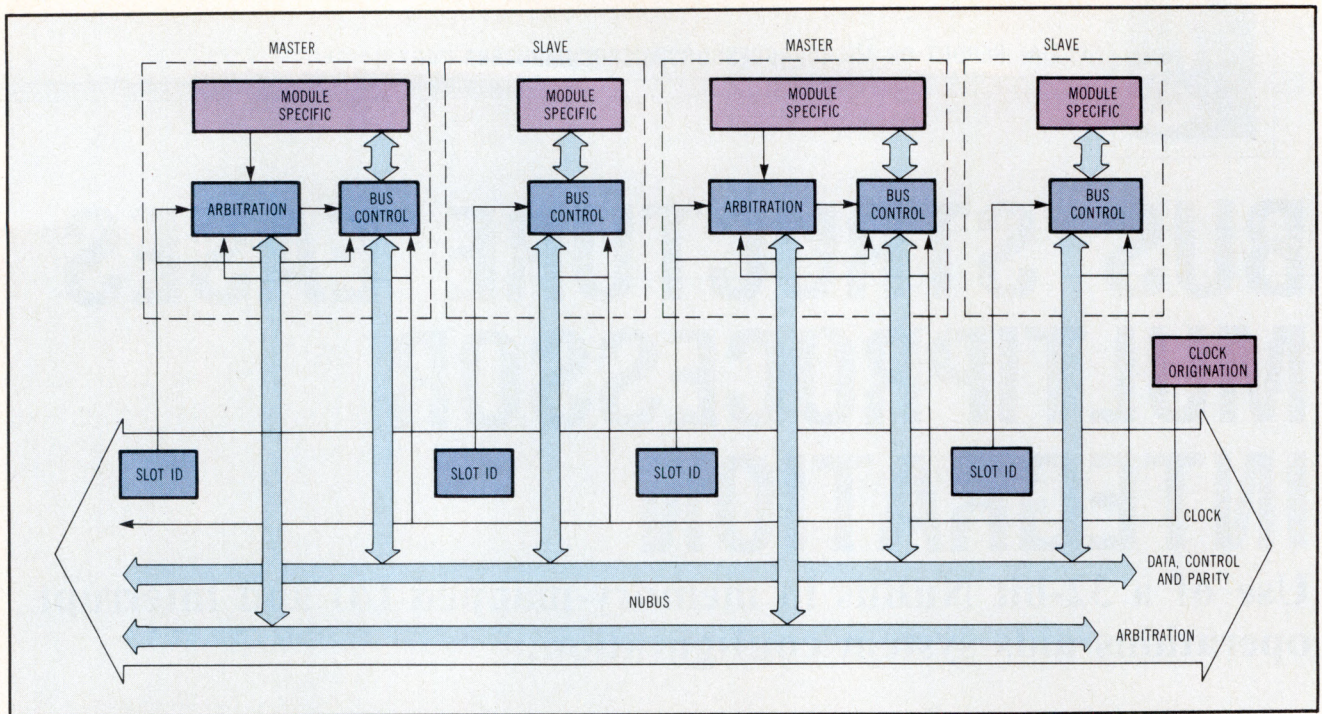 MASTER
SLAVE
MASTER
SLAVE
MODULE
SPECIFIC
MODULE
SPECIFIC
MODULE
SPECIFIC
MODULE
SPECIFIC
ARBITRATION
BUS
CONTROL
BUS
CONTROL
ARBITRATION
BUS
CONTROL
BUS
CONTROL
CLOCK
ORIGINATION
SLOT ID
SLOT ID
SLOT ID
SLOT ID
CLOCK
DATA, CONTROL
AND PARITY
NUBUS
ARBITRATION